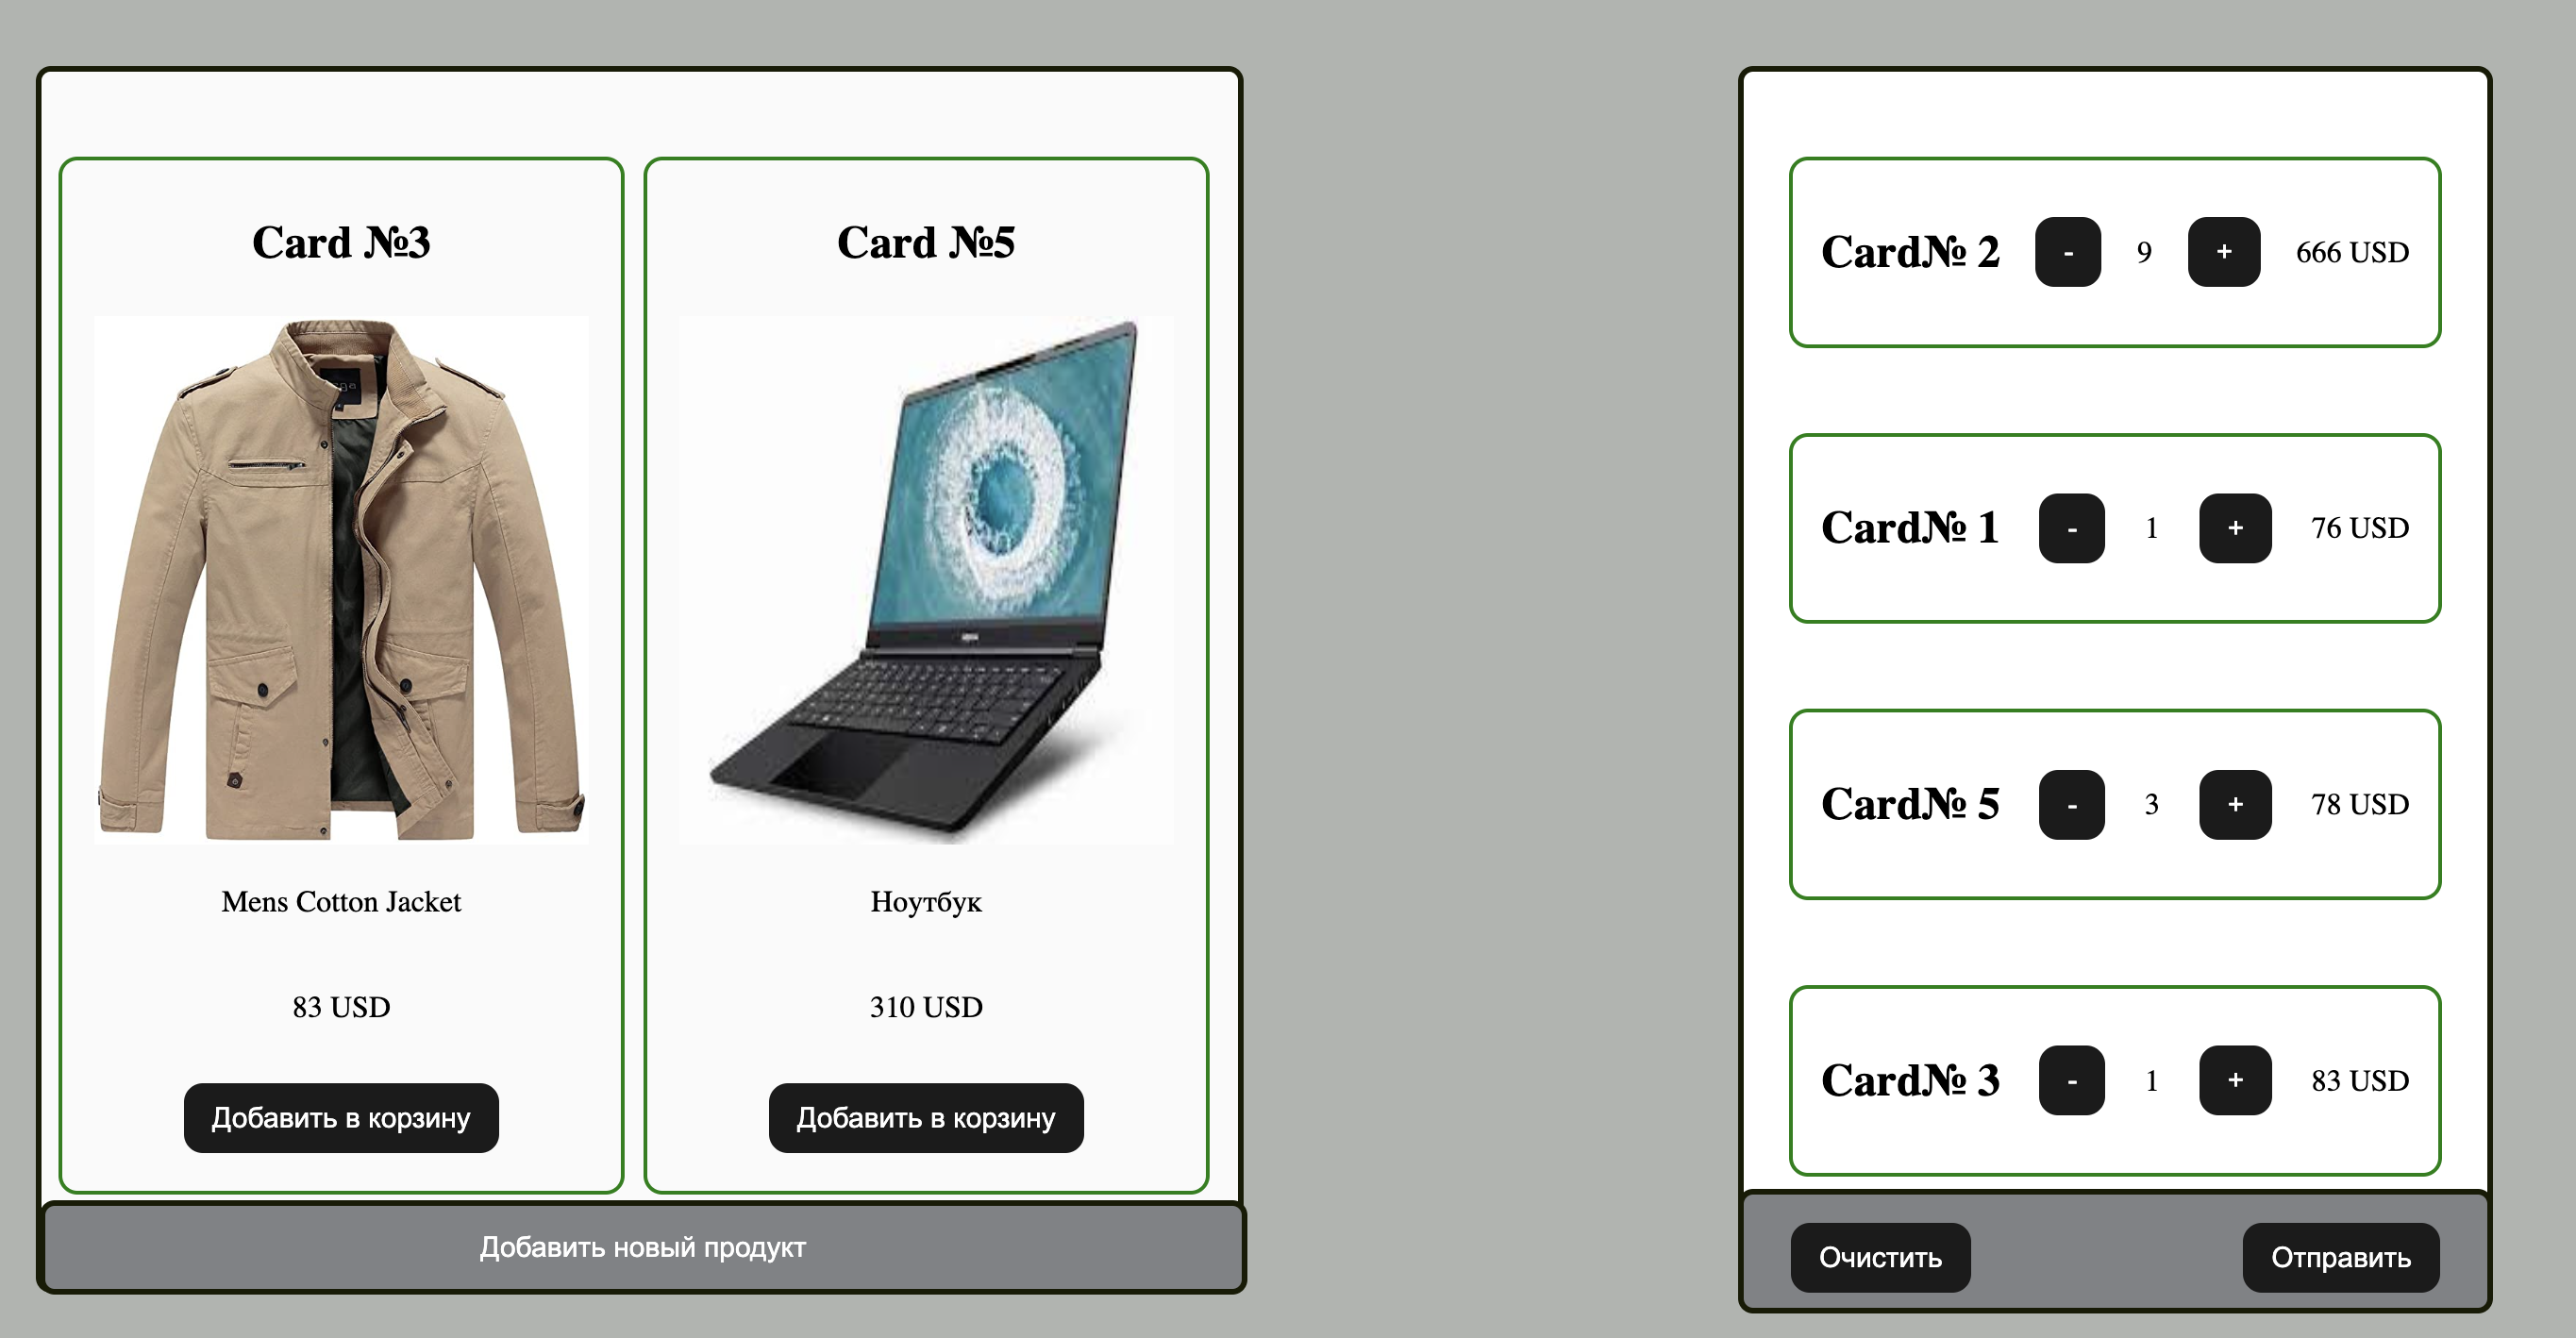 Card №3
Mens Cotton Jacket
83 USD
Добавить в корзину
Card №5
Ноутбук
310 USD
Добавить в корзину
Добавить новый продукт
Card№ 2 - 9 + 666 USD
Card№ 1 - 1 + 76 USD
Card№ 5 - 3 + 78 USD
Card№ 3 - 1 + 83 USD
Очистить Отправить